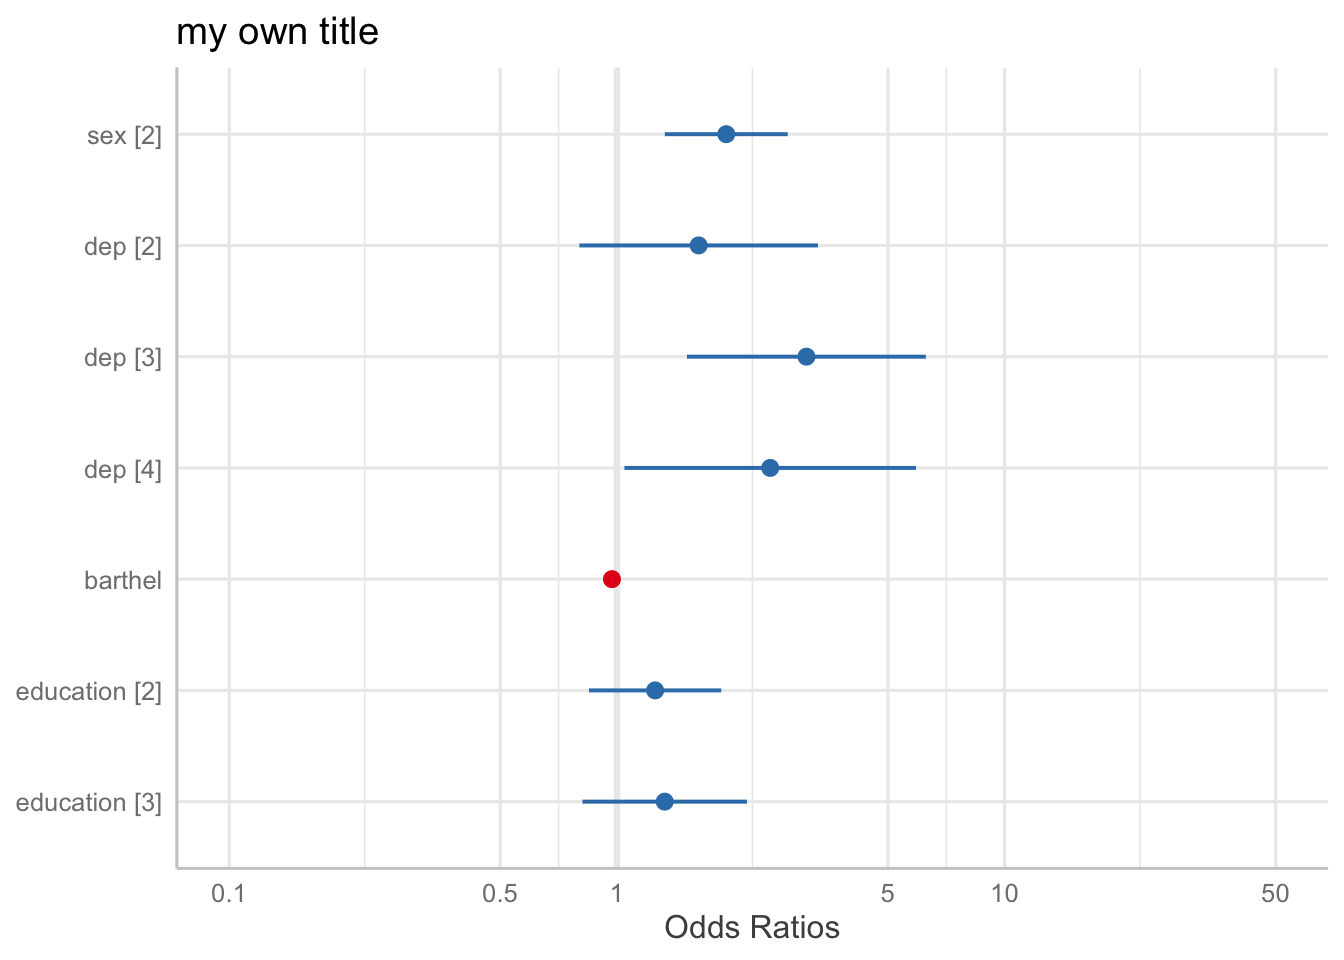 my own title
sex [2]
dep [2]
dep [3]
dep [4]
barthel
education [2]
education [3]
0.1 0.5 1 5 10 50
Odds Ratios